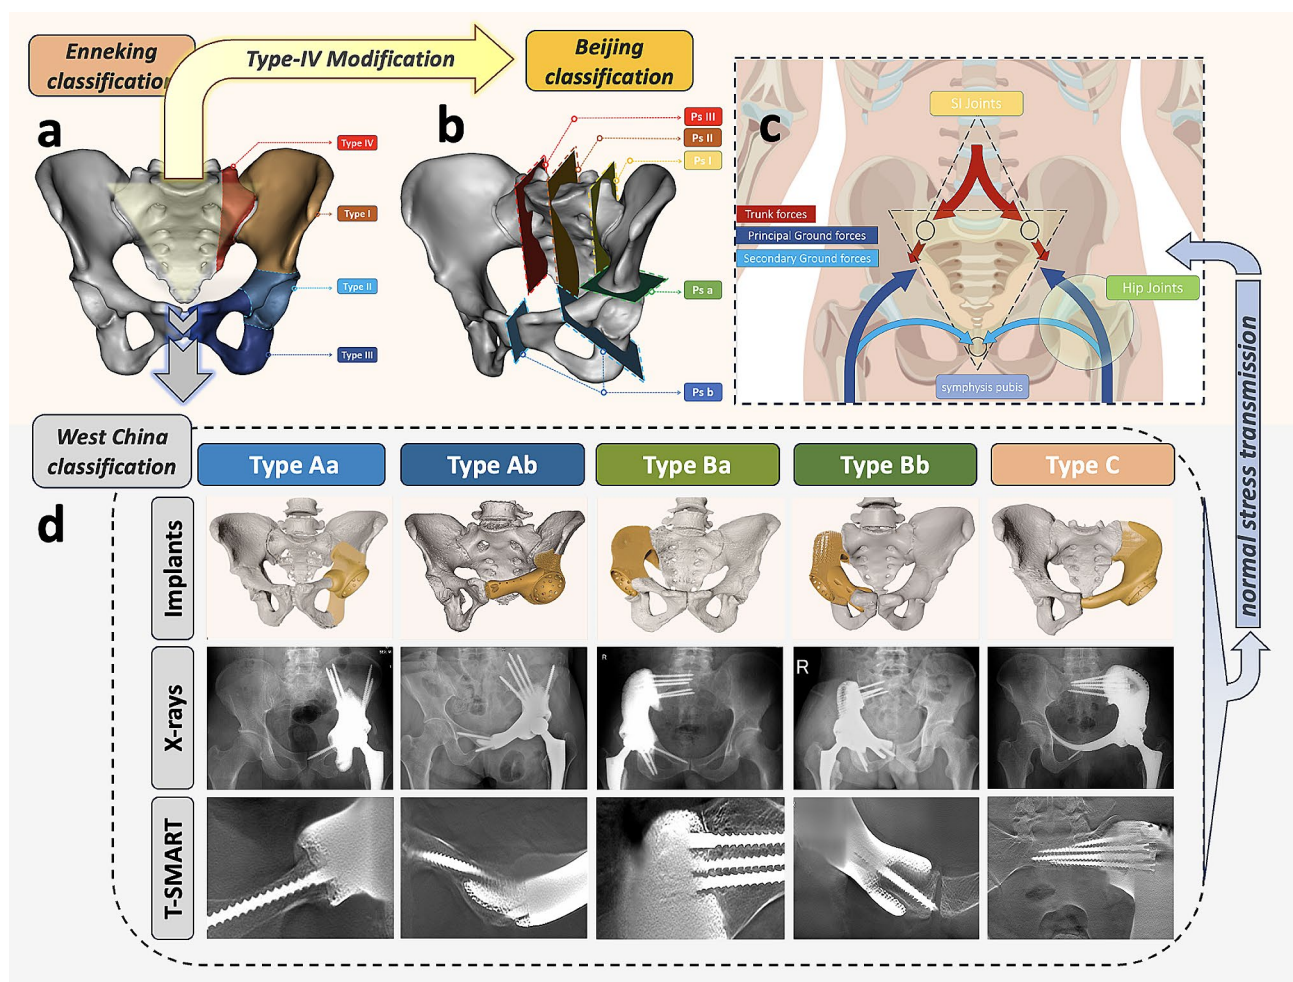 Enneking
classification
Type-IV Modification
Beijing
classification
a
Type IV
Type I
Type II
Type III
b
Ps III
Ps II
Ps I
Ps a
Ps b
c
SI Joints
Trunk forces
Principal Ground forces
Secondary Ground forces
Hip Joints
symphysis pubis
normal stress transmission
West China
classification
Type Aa
Type Ab
Type Ba
Type Bb
Type C
d
Implants
X-rays
R
R
T-SMART